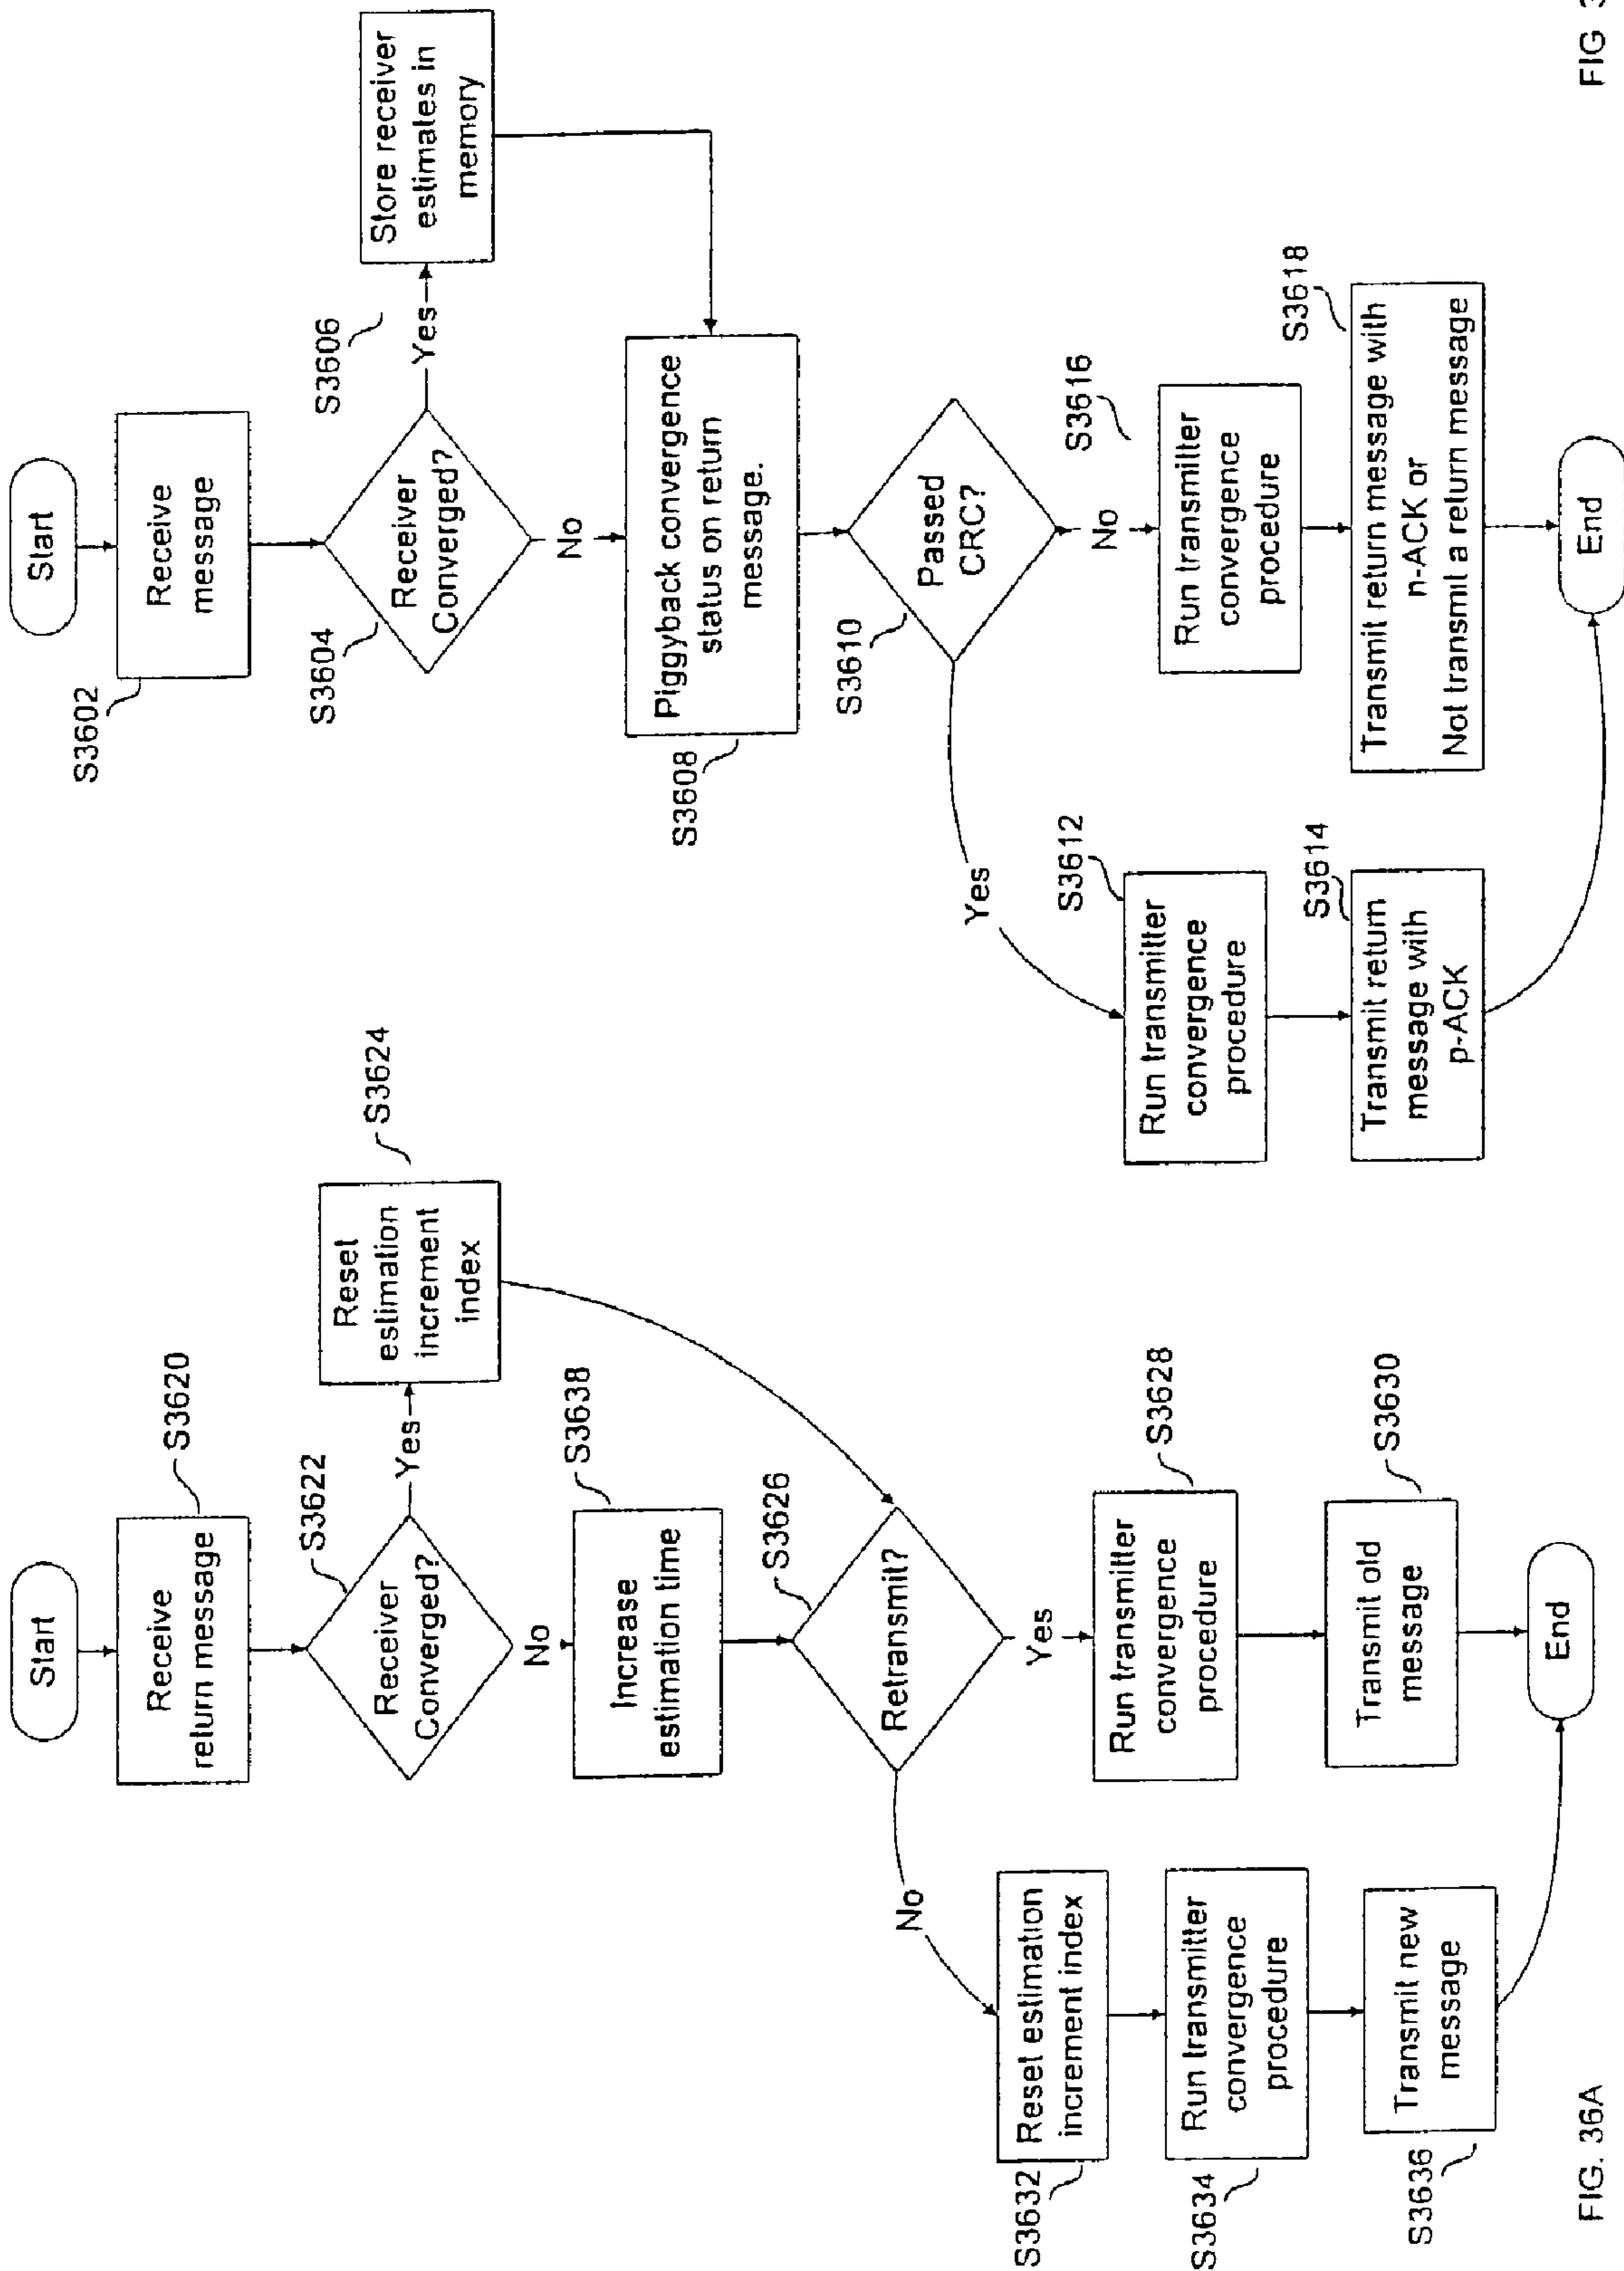 Start
S3620
Receive
return message
S3622
Receiver
Converged?
Yes
S3624
Reset
estimation
increment
index
No
S3638
Increase
estimation time
S3626
Retransmit?
Yes
S3628
Run transmitter
convergence
procedure
S3630
Transmit old
message
No
S3632
Reset estimation
increment index
S3634
Run transmitter
convergence
procedure
S3636
Transmit new
message
End
FIG. 36A
Start
S3602
Receive
message
S3604
Receiver
Converged?
Yes
S3606
Store receiver
estimates in
memory
No
S3608
Piggyback convergence
status on return
message.
S3610
Passed
CRC?
Yes
S3612
Run transmitter
convergence
procedure
S3614
Transmit return
message with
p-ACK
No
S3616
Run transmitter
convergence
procedure
S3618
Transmit return message with
n-ACK or
Not transmit a return message
End
FIG